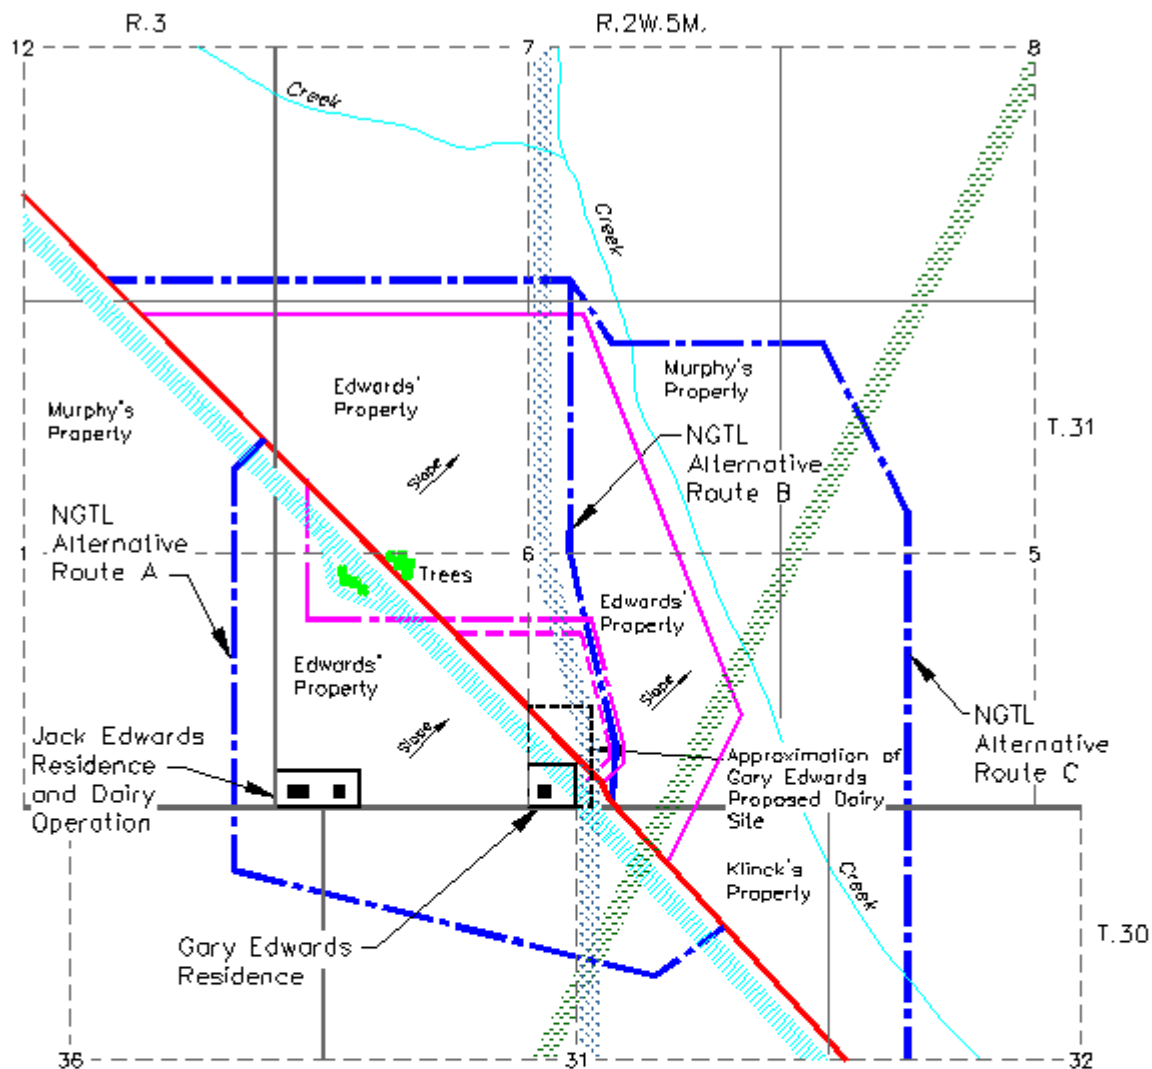 R.3
R.2W.5M.
12
7
8
Creek
Creek
Edwards'
Property
Murphy's
Property
Murphy's
Property
T.31
NGTL
Alternative
Route B
Slope
NGTL
Alternative
Route A
1
6
5
Trees
Edwards'
Property
Edwards'
Property
Slope
Slope
NGTL
Alternative
Route C
Jack Edwards
Residence
and Dairy
Operation
Approximation of
Gary Edwards
Proposed Dairy
Site
Klinck's
Property
Creek
Gary Edwards
Residence
T.30
36
31
32